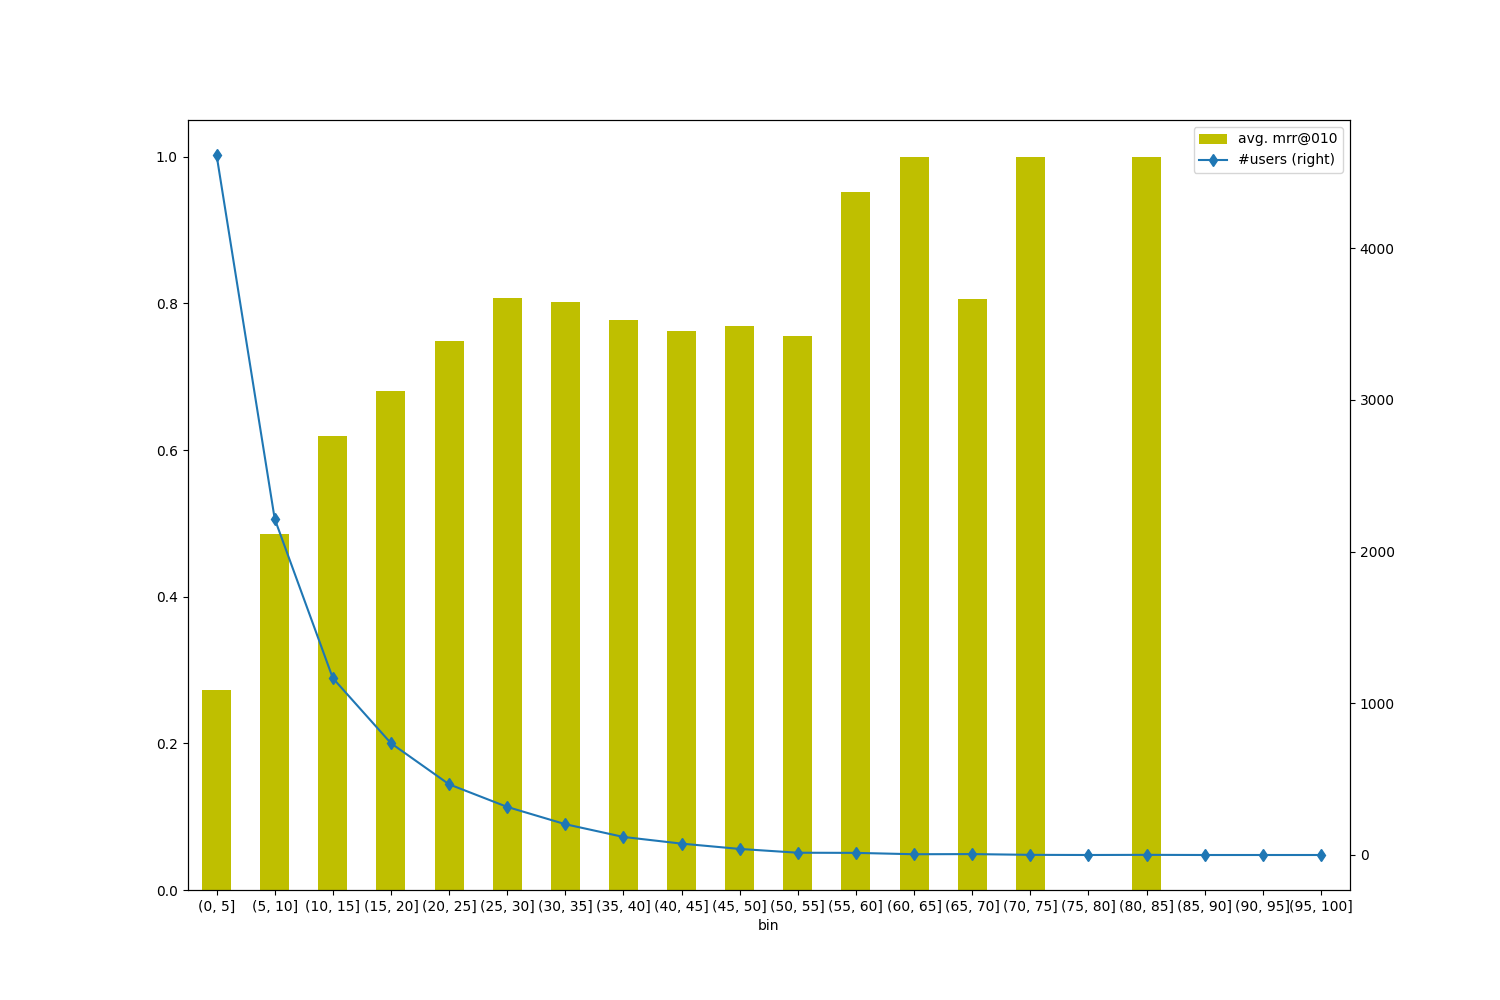 avg. mrr@010
#users (right)
1.0
0.8
0.6
0.4
0.2
0.0
4000
3000
2000
1000
0
(0, 5] (5, 10] (10, 15] (15, 20] (20, 25] (25, 30] (30, 35] (35, 40] (40, 45] (45, 50] (50, 55] (55, 60] (60, 65] (65, 70] (70, 75] (75, 80] (80, 85] (85, 90] (90, 95] (95, 100]
bin